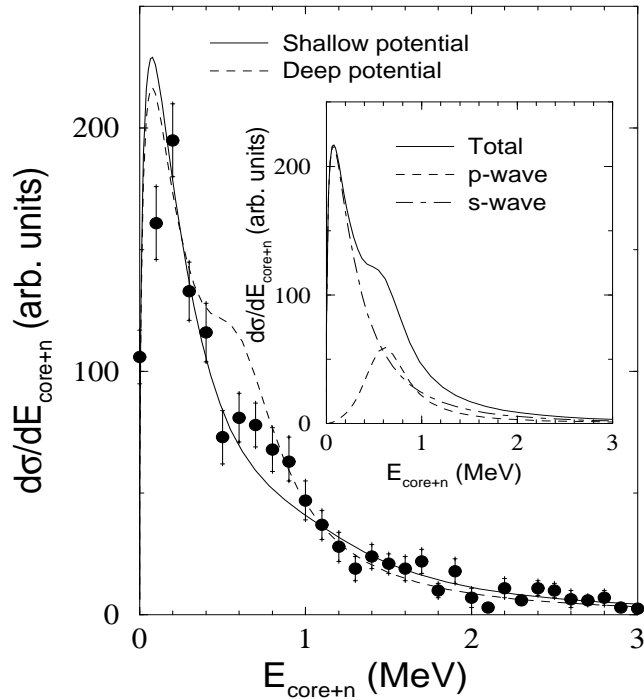 Shallow potential
Deep potential
dσ/dE_core+n (arb. units)
0
100
200
0
1
2
3
E_core+n (MeV)
Total
p-wave
s-wave
dσ/dE_core+n (arb. units)
0
100
200
0
1
2
3
E_core+n (MeV)